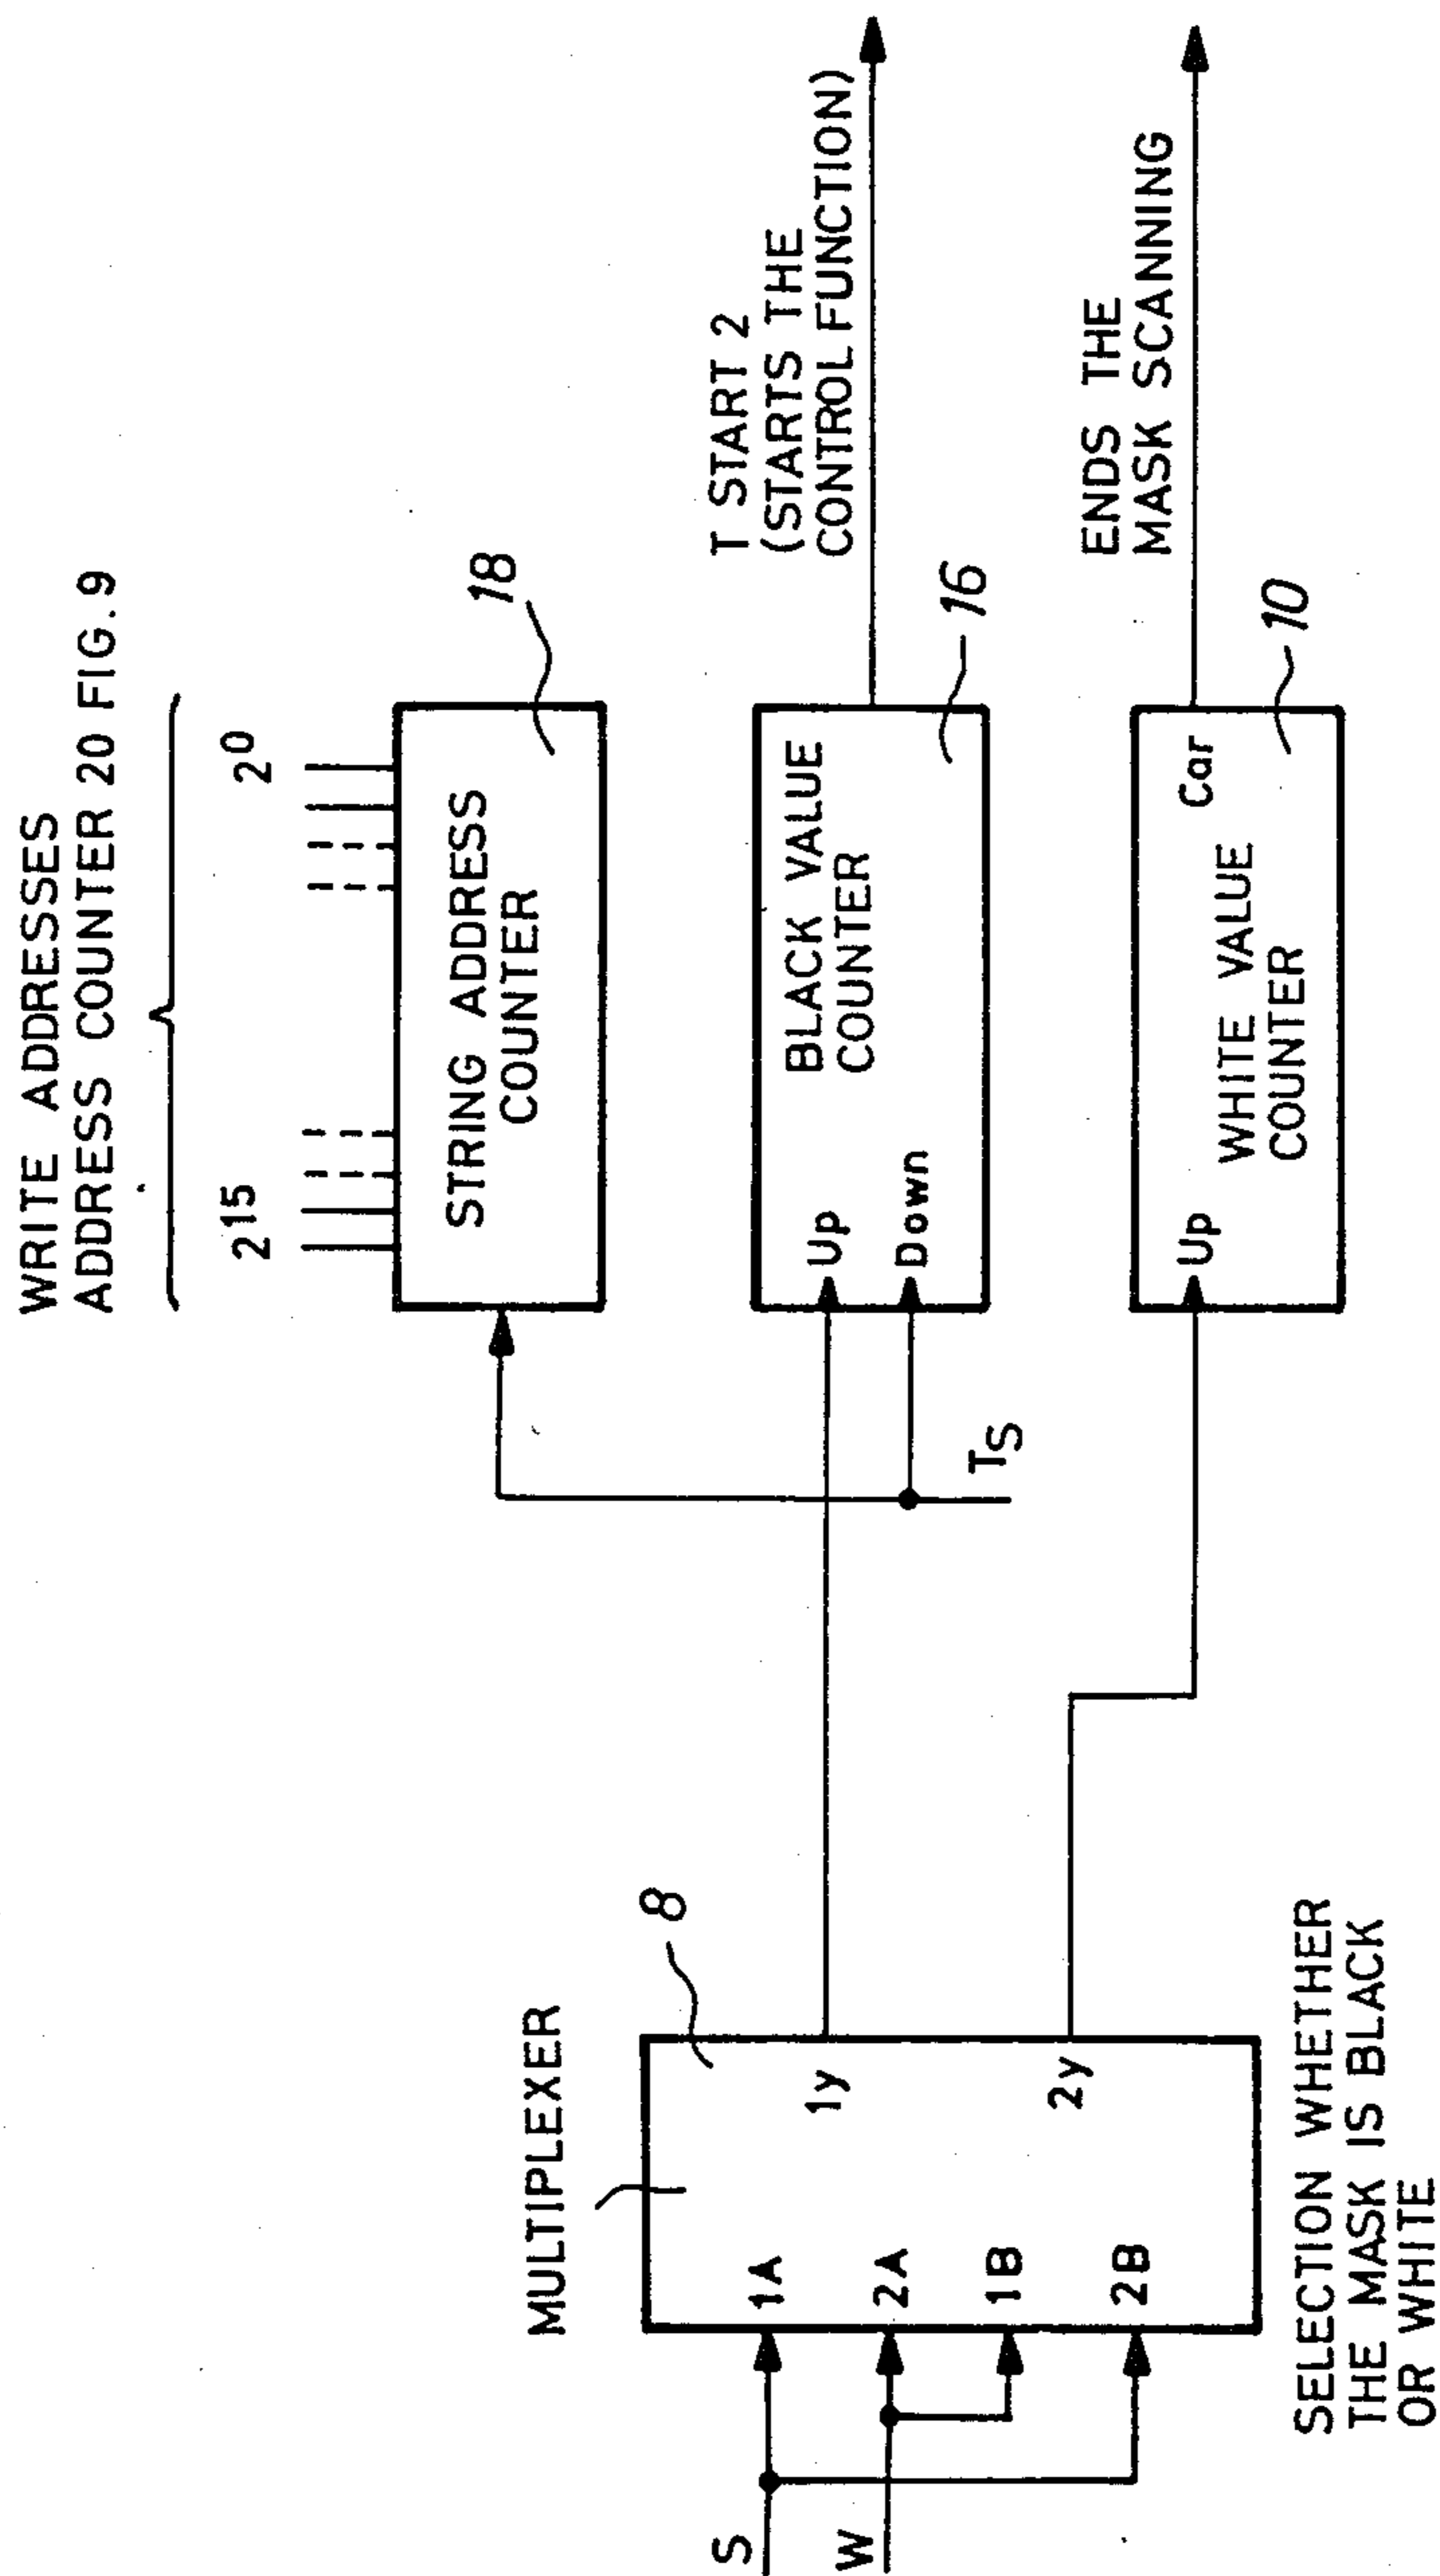 WRITE ADDRESSES
ADDRESS COUNTER 20 FIG. 9
2^15
2^0
STRING ADDRESS
COUNTER
18
T START 2
(STARTS THE
CONTROL FUNCTION)
Up
BLACK VALUE
COUNTER
Down
16
TS
ENDS THE
MASK SCANNING
Up
WHITE VALUE
COUNTER
Car
10
MULTIPLEXER
8
S
W
1A
2A
1B
2B
1y
2y
SELECTION WHETHER
THE MASK IS BLACK
OR WHITE